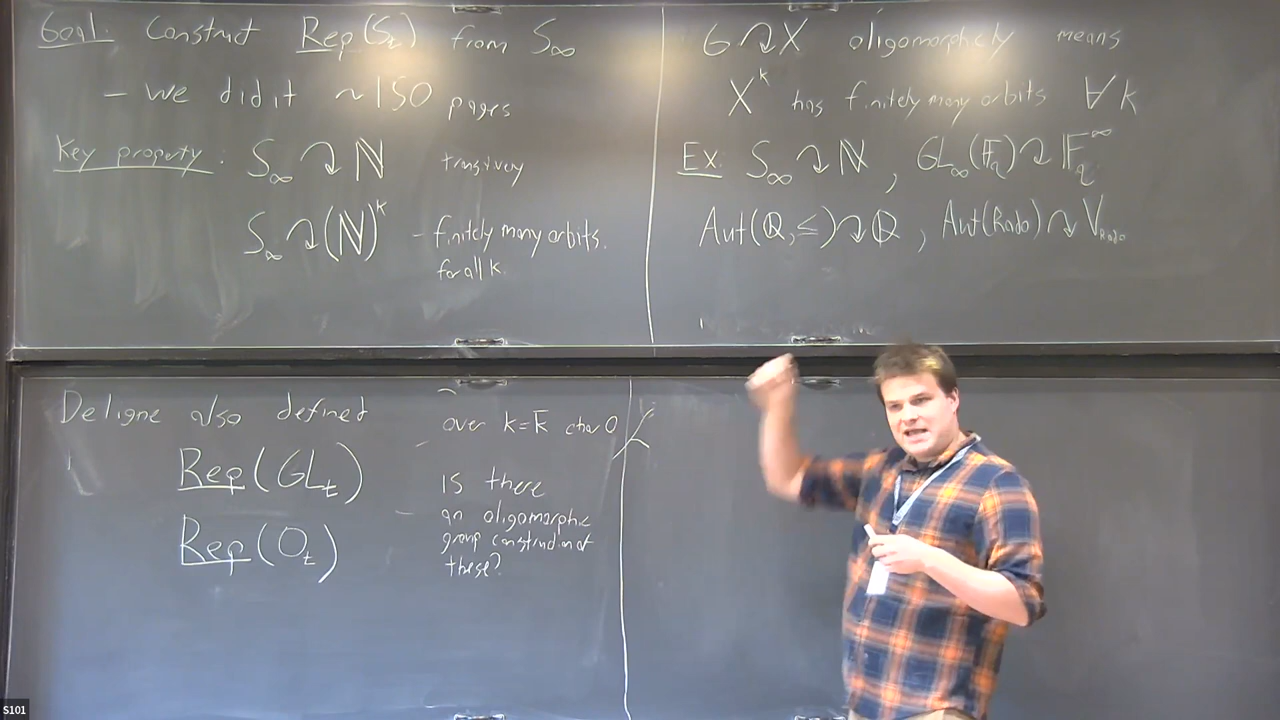 Goal: Construct Rep(S_t) from S_∞
- we did it ~150 pages
Key property: S_∞ ↷ ℕ transitively
S_∞ ↷ (ℕ)^k - finitely many orbits.
for all k.
G ↷ X oligomorphicly means
X^k has finitely many orbits ∀ k
Ex: S_∞ ↷ ℕ, GL_∞(𝔽_q) ↷ 𝔽_q^∞
Aut(ℚ, ≤) ↷ ℚ, Aut(Rado) ↷ V_Rado
Deligne also defined
Rep(GL_t)
Rep(O_t)
over k=k̄ char 0
Is there
an oligomorphic
group construction of
these?
S101